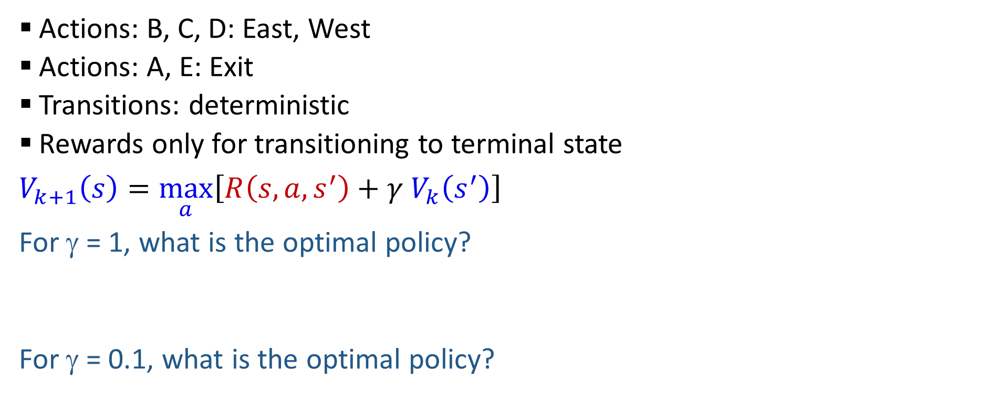 ▪ Actions: B, C, D: East, West
▪ Actions: A, E: Exit
▪ Transitions: deterministic
▪ Rewards only for transitioning to terminal state
V_{k+1}(s) = max_a[R(s, a, s′) + γ V_k(s′)]
For γ = 1, what is the optimal policy?
For γ = 0.1, what is the optimal policy?